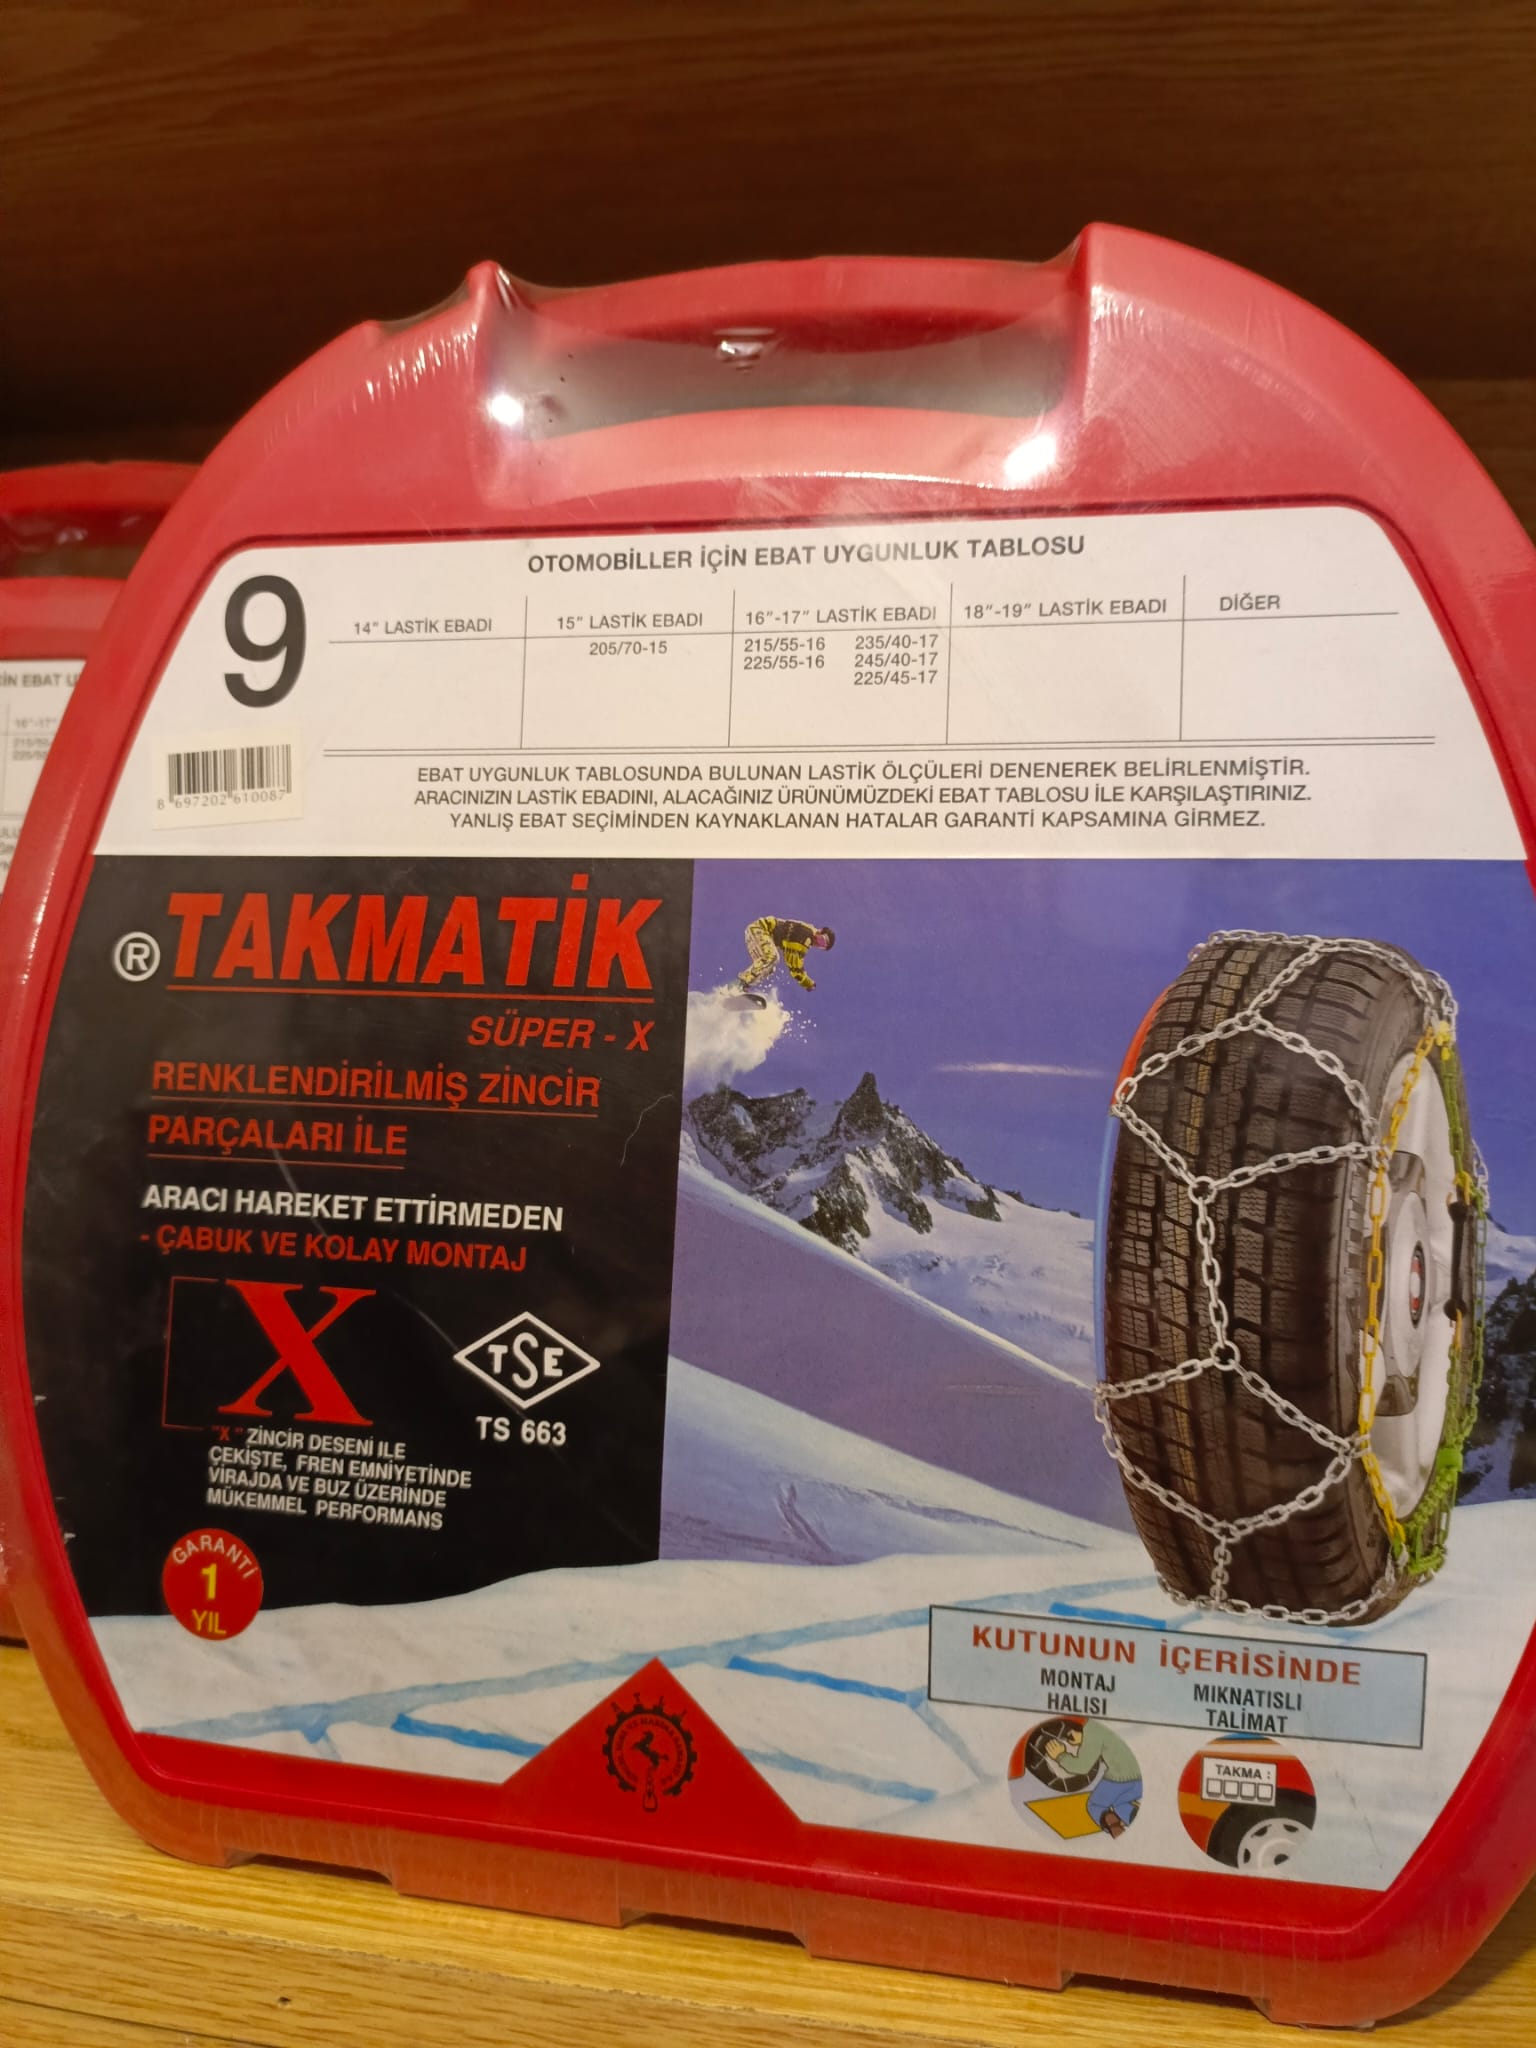 OTOMOBİLLER İÇİN EBAT UYGUNLUK TABLOSU
9
14" LASTİK EBADI
15" LASTİK EBADI
16"-17" LASTİK EBADI
18"-19" LASTİK EBADI
DİĞER
205/70-15
215/55-16 235/40-17
225/55-16 245/40-17
225/45-17
8 697202 610087
EBAT UYGUNLUK TABLOSUNDA BULUNAN LASTİK ÖLÇÜLERİ DENENEREK BELİRLENMİŞTİR.
ARACINIZIN LASTİK EBADINI, ALACAĞINIZ ÜRÜNÜMÜZDEKİ EBAT TABLOSU İLE KARŞILAŞTIRINIZ.
YANLIŞ EBAT SEÇİMİNDEN KAYNAKLANAN HATALAR GARANTİ KAPSAMINA GİRMEZ.
® TAKMATİK
SÜPER - X
RENKLENDİRİLMİŞ ZİNCİR
PARÇALARI İLE
ARACI HAREKET ETTİRMEDEN
- ÇABUK VE KOLAY MONTAJ
X
TSE
TS 663
"X" ZİNCİR DESENİ İLE
ÇEKİŞTE, FREN EMNİYETİNDE
VİRAJDA VE BUZ ÜZERİNDE
MÜKEMMEL PERFORMANS
GARANTİ
1
YIL
KUTUNUN İÇERİSİNDE
MONTAJ
HALISI
MIKNATISLI
TALİMAT
TAKMA :
ATLI